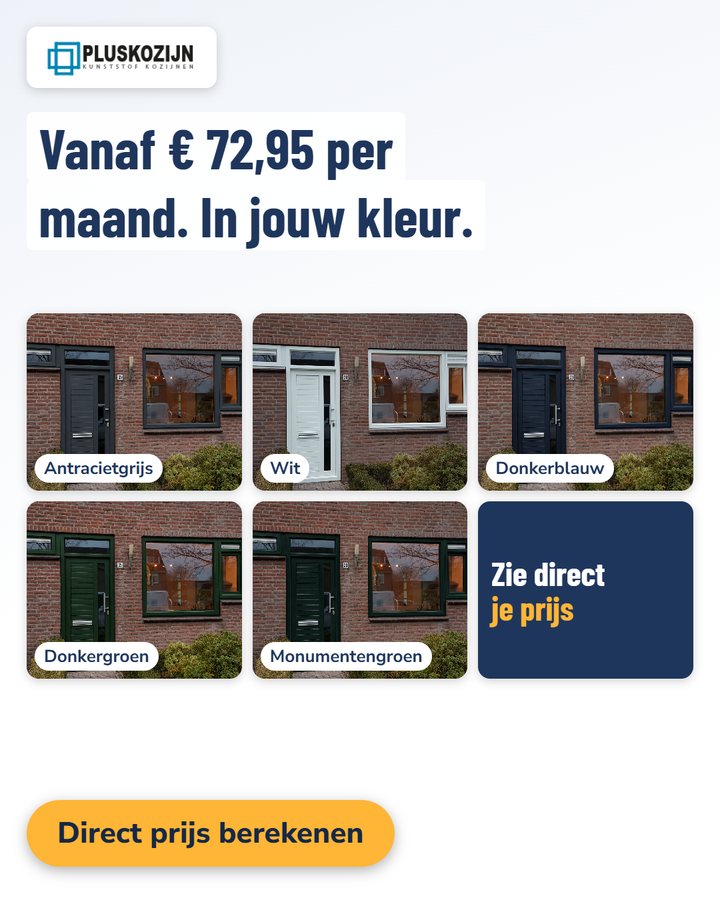 PLUSKOZIJN
KUNSTSTOF KOZIJNEN
Vanaf € 72,95 per
maand. In jouw kleur.
Antracietgrijs
Wit
Donkerblauw
Donkergroen
Monumentengroen
Zie direct
je prijs
Direct prijs berekenen